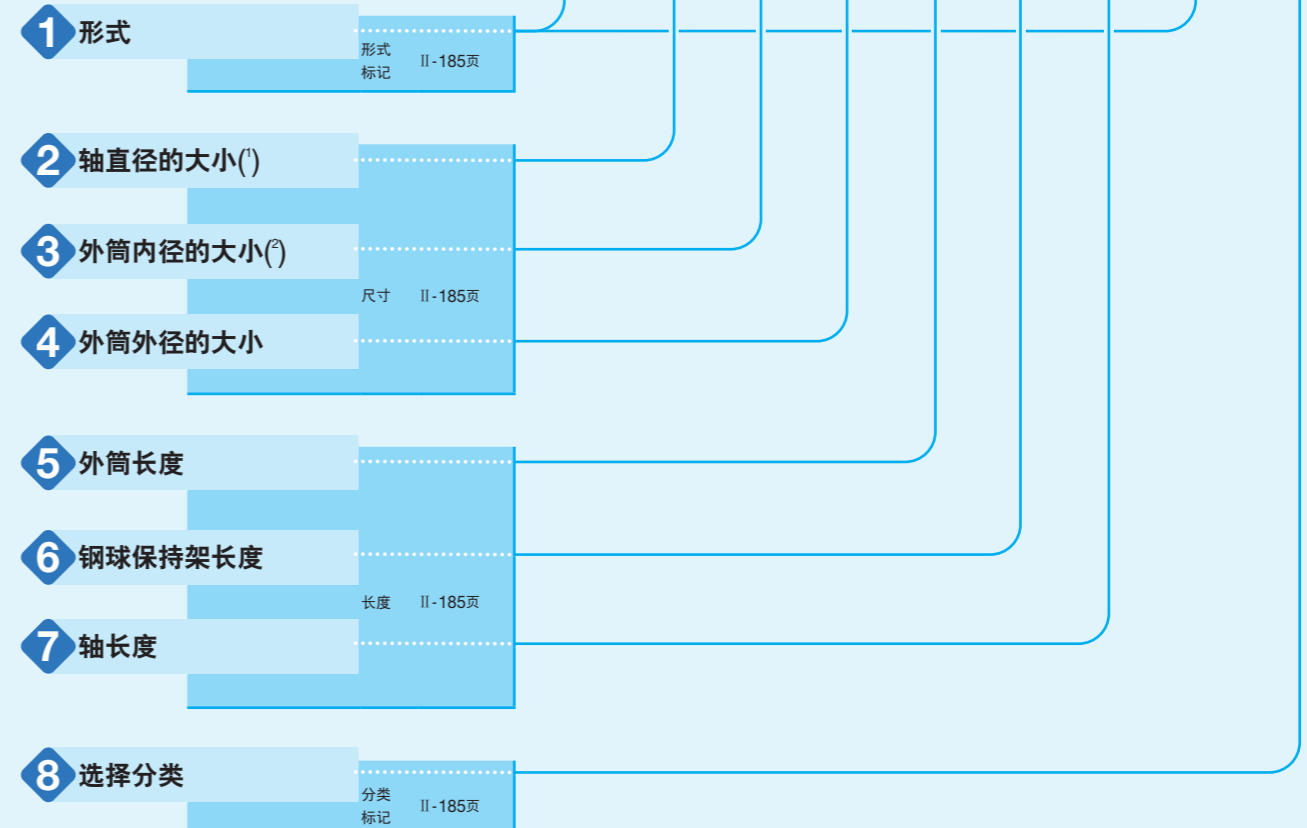 1 形式
形式
标记 Ⅱ-185页
2 轴直径的大小(¹)
3 外筒内径的大小(²)
尺寸 Ⅱ-185页
4 外筒外径的大小
5 外筒长度
6 钢球保持架长度
长度 Ⅱ-185页
7 轴长度
8 选择分类
分类
标记 Ⅱ-185页